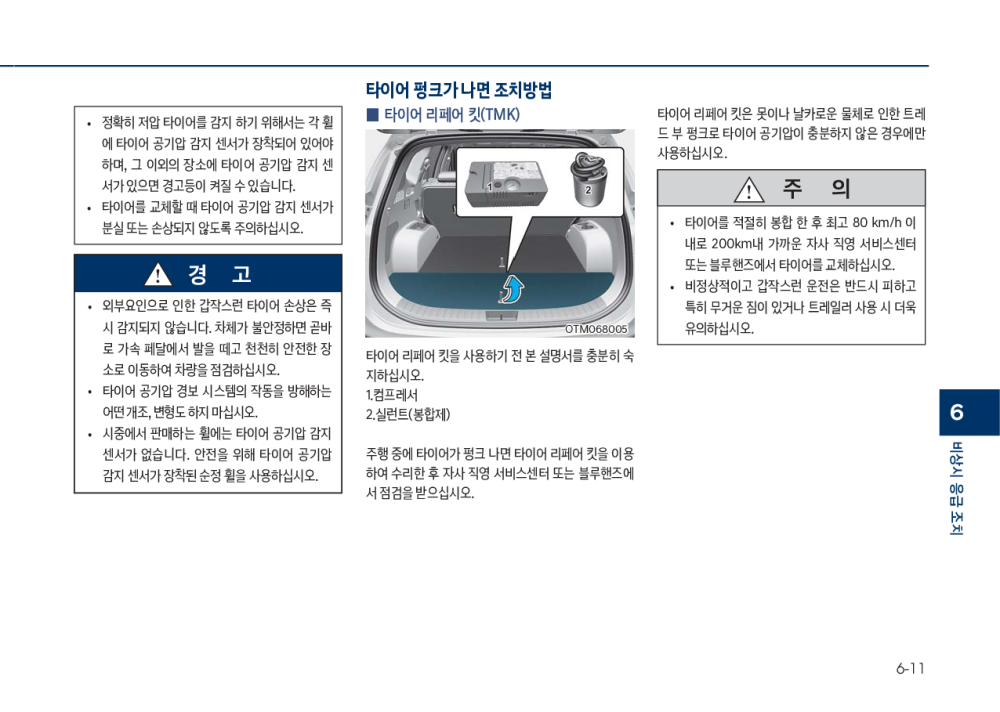 • 정확히 저압 타이어를 감지 하기 위해서는 각 휠
에 타이어 공기압 감지 센서가 장착되어 있어야
하며, 그 이외의 장소에 타이어 공기압 감지 센
서가 있으면 경고등이 켜질 수 있습니다.
• 타이어를 교체할 때 타이어 공기압 감지 센서가
분실 또는 손상되지 않도록 주의하십시오.
경 고
• 외부요인으로 인한 갑작스런 타이어 손상은 즉
시 감지되지 않습니다. 차체가 불안정하면 곧바
로 가속 페달에서 발을 떼고 천천히 안전한 장
소로 이동하여 차량을 점검하십시오.
• 타이어 공기압 경보 시스템의 작동을 방해하는
어떤 개조, 변형도 하지 마십시오.
• 시중에서 판매하는 휠에는 타이어 공기압 감지
센서가 없습니다. 안전을 위해 타이어 공기압
감지 센서가 장착된 순정 휠을 사용하십시오.
타이어 펑크가 나면 조치방법
■ 타이어 리페어 킷(TMK)
1
2
OTM068005
타이어 리페어 킷을 사용하기 전 본 설명서를 충분히 숙
지하십시오.
1.컴프레서
2.실런트(봉합제)
주행 중에 타이어가 펑크 나면 타이어 리페어 킷을 이용
하여 수리한 후 자사 직영 서비스센터 또는 블루핸즈에
서 점검을 받으십시오.
타이어 리페어 킷은 못이나 날카로운 물체로 인한 트레
드 부 펑크로 타이어 공기압이 충분하지 않은 경우에만
사용하십시오.
주 의
• 타이어를 적절히 봉합 한 후 최고 80 km/h 이
내로 200km내 가까운 자사 직영 서비스센터
또는 블루핸즈에서 타이어를 교체하십시오.
• 비정상적이고 갑작스런 운전은 반드시 피하고
특히 무거운 짐이 있거나 트레일러 사용 시 더욱
유의하십시오.
6
비상시 응급 조치
6-11